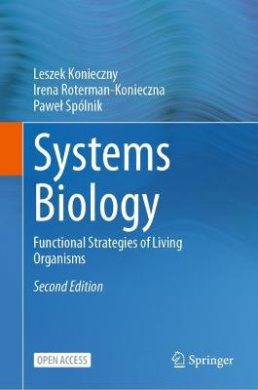 Leszek Konieczny
Irena Roterman-Konieczna
Paweł Spólnik
Systems
Biology
Functional Strategies of Living
Organisms
Second Edition
OPEN ACCESS
Springer